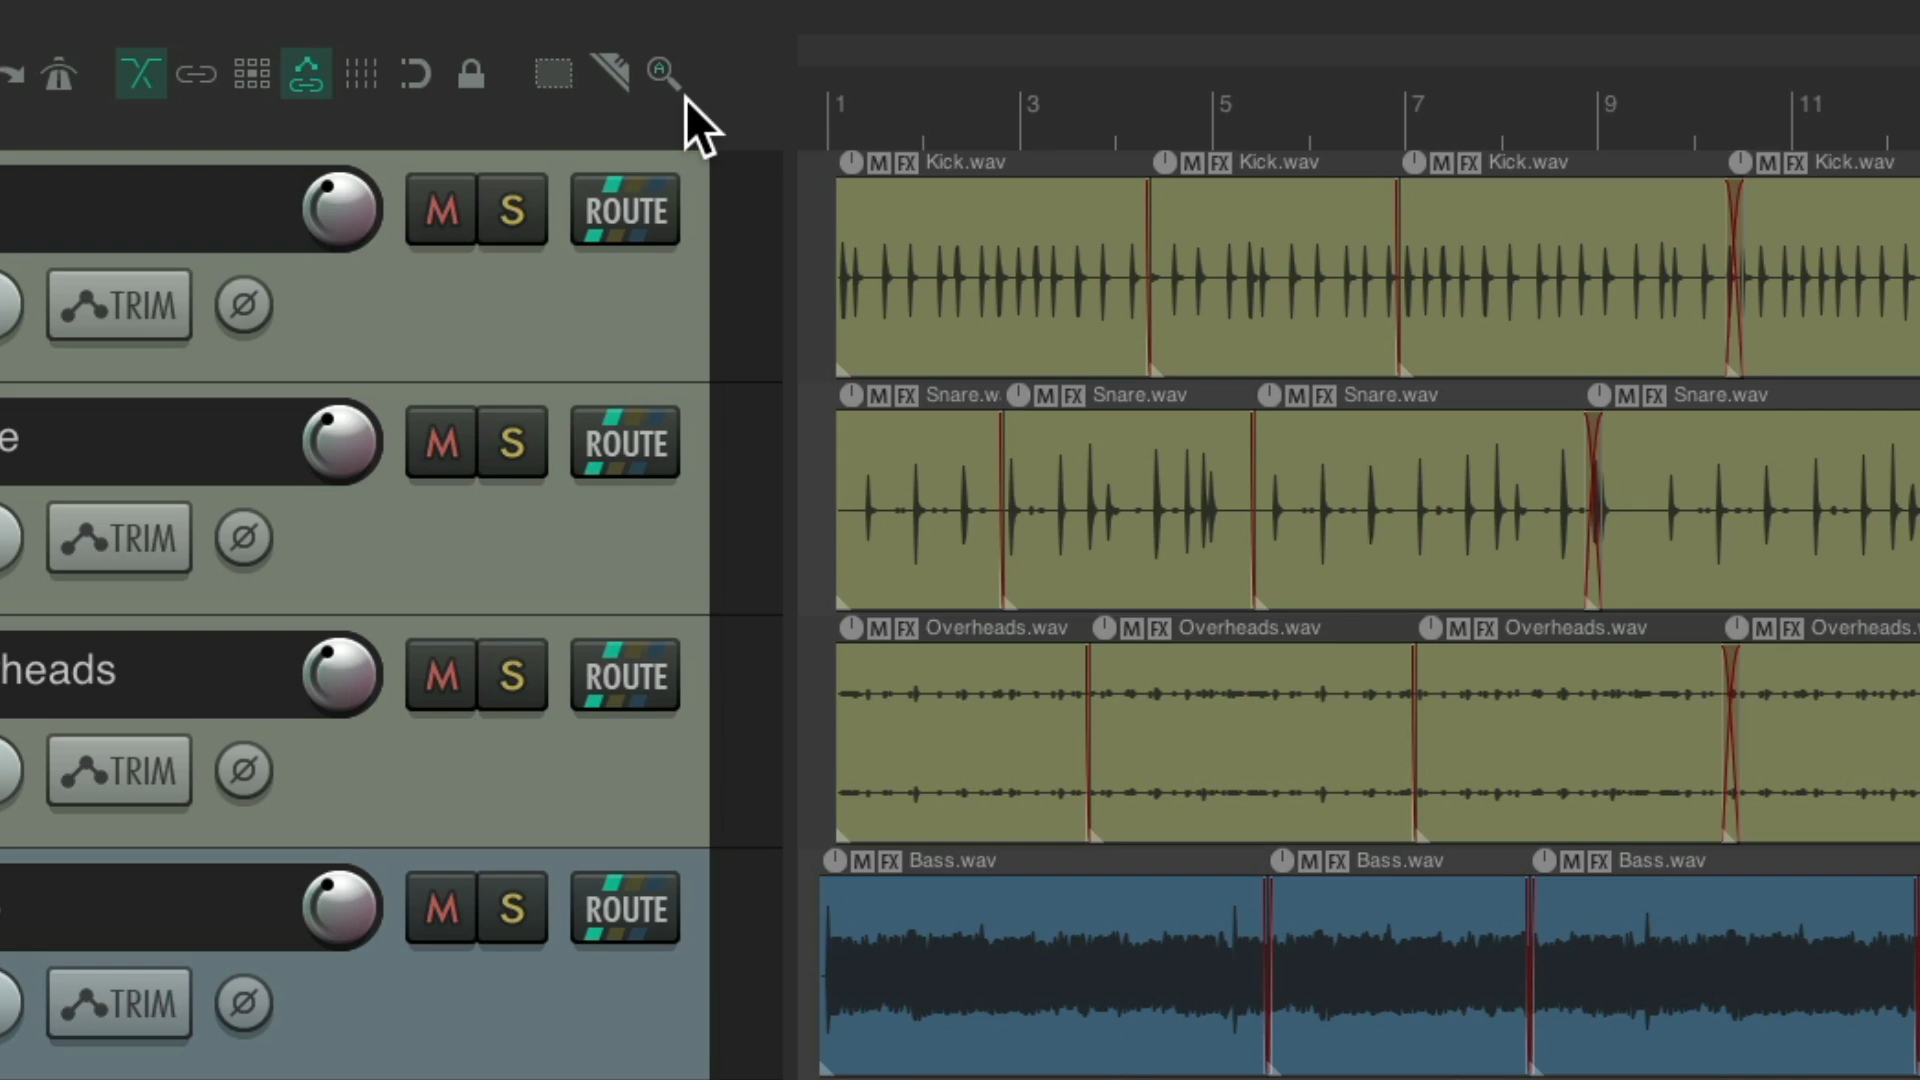 1 3 5 7 9 11
M FX Kick.wav M FX Kick.wav M FX Kick.wav M FX Kick.wav
M S ROUTE
TRIM
M FX Snare.w M FX Snare.wav M FX Snare.wav M FX Snare.wav
e M S ROUTE
TRIM
M FX Overheads.wav M FX Overheads.wav M FX Overheads.wav M FX Overheads.
heads M S ROUTE
TRIM
M FX Bass.wav M FX Bass.wav M FX Bass.wav
M S ROUTE
TRIM